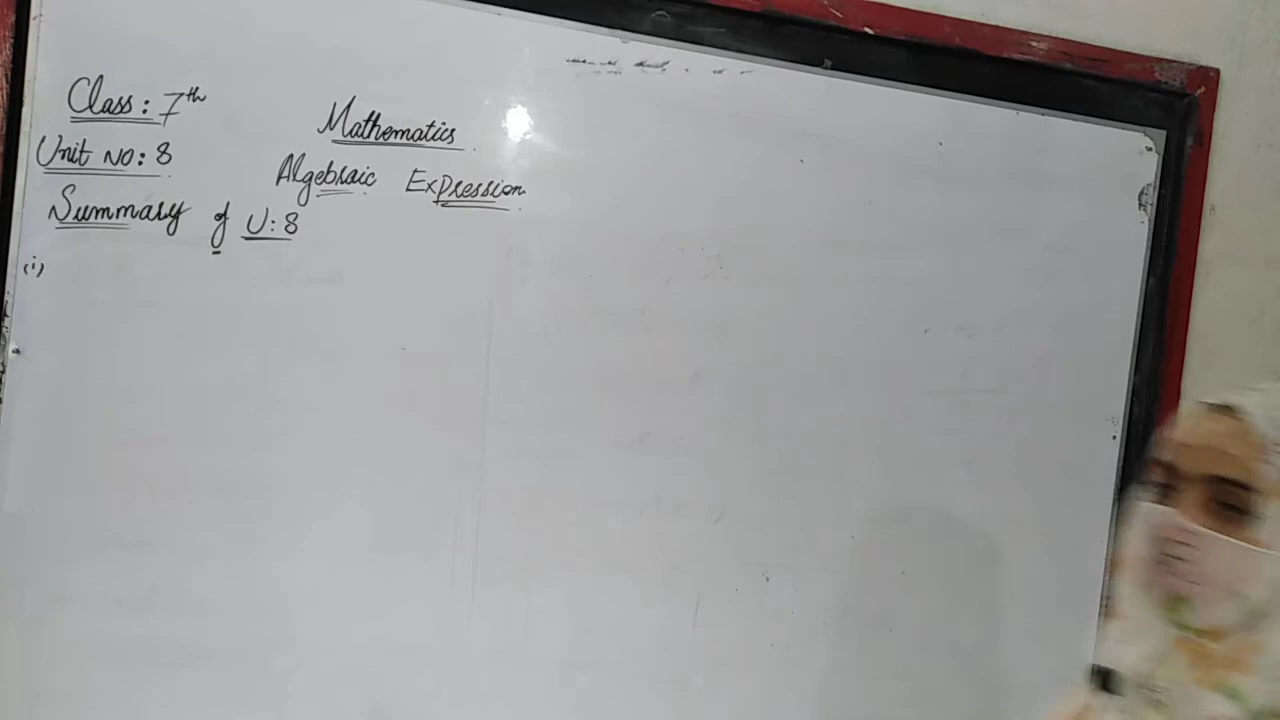 Class: 7th
Mathematics
Unit No: 8
Algebraic Expression
Summary of U: 8
(i)